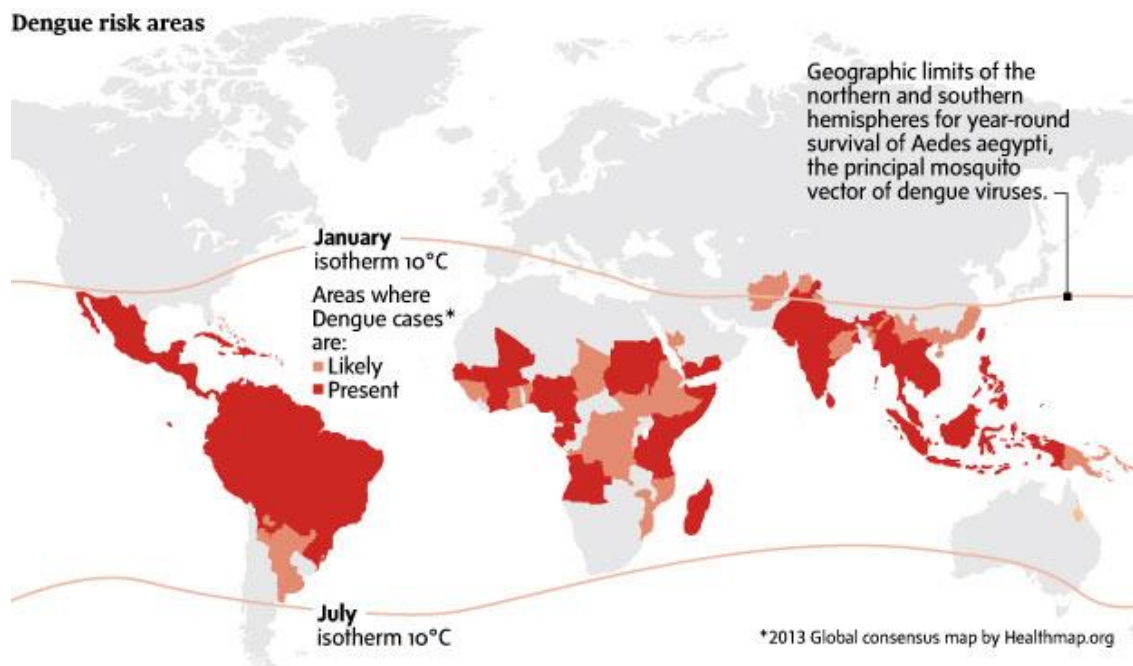 Dengue risk areas
Geographic limits of the
northern and southern
hemispheres for year-round
survival of Aedes aegypti,
the principal mosquito
vector of dengue viruses.
January
isotherm 10°C
Areas where
Dengue cases*
are:
Likely
Present
July
isotherm 10°C
*2013 Global consensus map by Healthmap.org